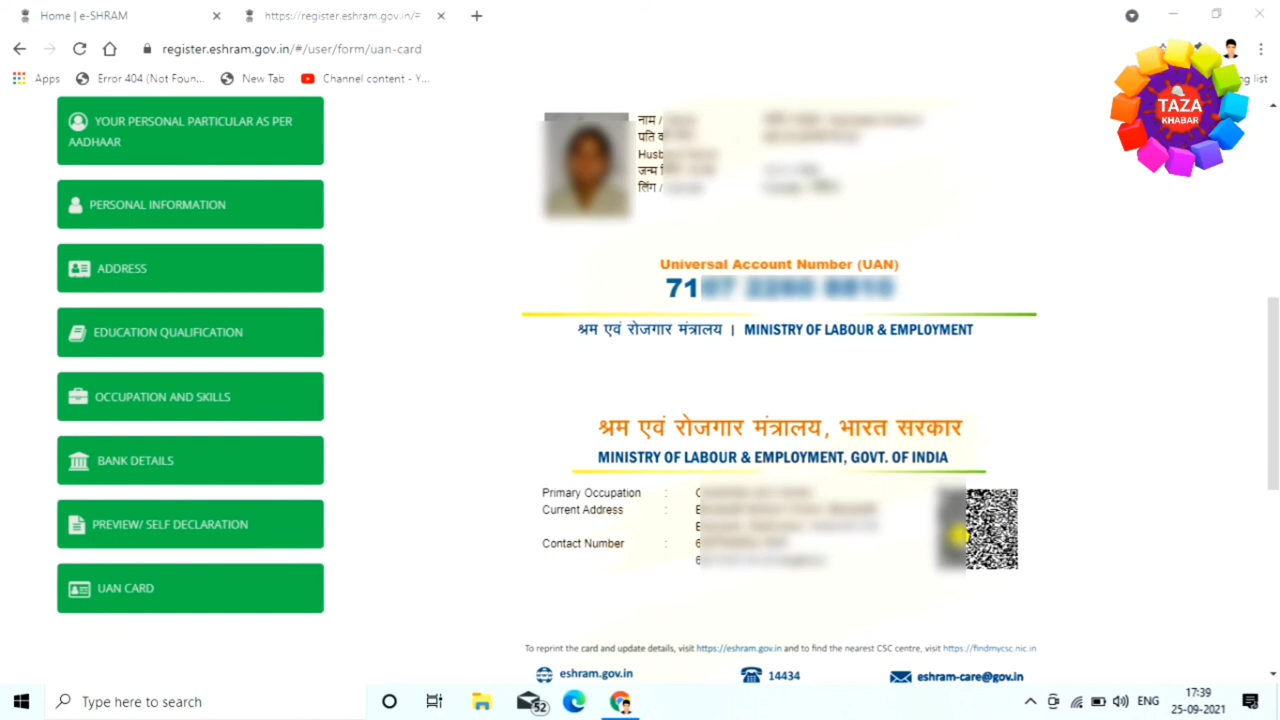 Home | e-SHRAM
https://register.eshram.gov.in/#
register.eshram.gov.in/#/user/form/uan-card
Apps
Error 404 (Not Foun...
New Tab
Channel content - Y...
ng list
TAZA
KHABAR
YOUR PERSONAL PARTICULAR AS PER
AADHAAR
PERSONAL INFORMATION
ADDRESS
EDUCATION QUALIFICATION
OCCUPATION AND SKILLS
BANK DETAILS
PREVIEW/ SELF DECLARATION
UAN CARD
नाम /
पति
Husb
जन्म
लिंग /
Universal Account Number (UAN)
71
श्रम एवं रोजगार मंत्रालय | MINISTRY OF LABOUR & EMPLOYMENT
श्रम एवं रोजगार मंत्रालय, भारत सरकार
MINISTRY OF LABOUR & EMPLOYMENT, GOVT. OF INDIA
Primary Occupation :
Current Address :
Contact Number : 6
6
To reprint the card and update details, visit https://eshram.gov.in and to find the nearest CSC centre, visit https://findmycsc.nic.in
eshram.gov.in
14434
eshram-care@gov.in
Type here to search
52
ENG
17:39
25-09-2021